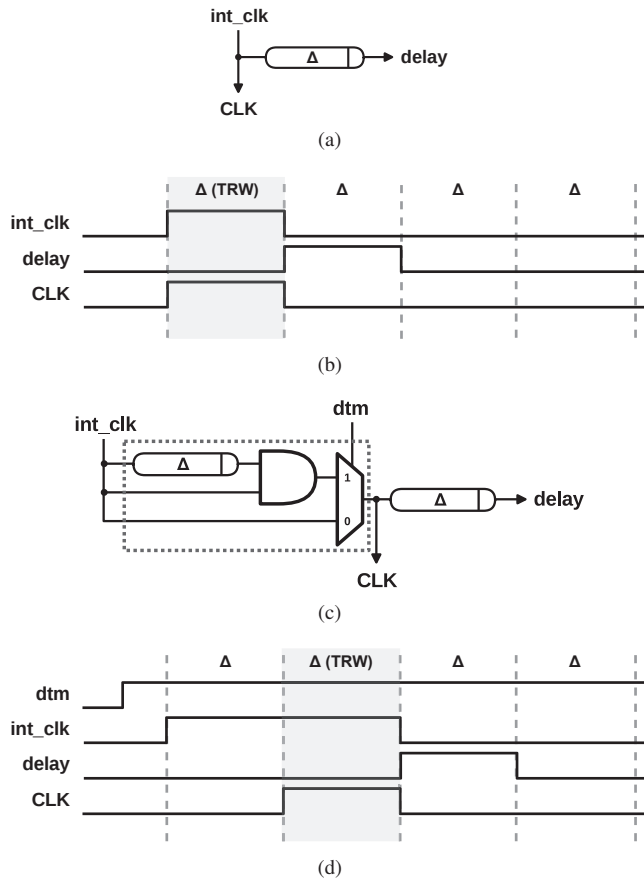 int_clk
Δ delay
CLK
(a)
Δ (TRW) Δ Δ Δ
int_clk
delay
CLK
(b)
dtm
int_clk
Δ 1
0 Δ delay
CLK
(c)
Δ Δ (TRW) Δ Δ
dtm
int_clk
delay
CLK
(d)